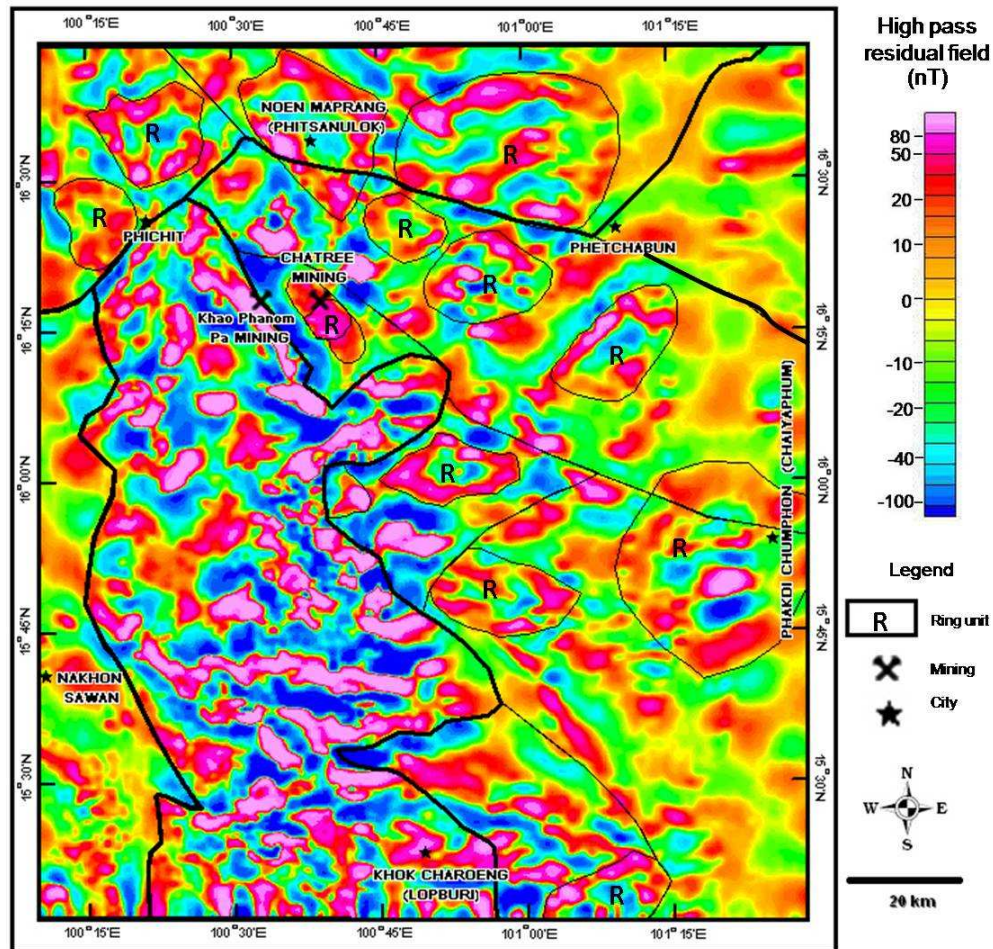 100°15'E
100°30'E
100°45'E
101°00'E
101°15'E
High pass
residual field
(nT)
80
50
20
10
0
-10
-20
-40
-100
NOEN MAPRANG
(PHITSANULOK)
R
R
16°30'N
16°30'N
R
R
PHICHIT
PHETCHABUN
CHATREE
MINING
R
Khao Phanom
Pa MINING
R
16°15'N
16°15'N
R
PHAKDI CHUMPHON (CHAIYAPHUM)
R
16°00'N
16°00'N
R
R
15°45'N
15°45'N
NAKHON
SAWAN
15°30'N
15°30'N
KHOK CHAROENG
(LOPBURI)
R
100°15'E
100°30'E
100°45'E
101°00'E
101°15'E
Legend
R Ring unit
Mining
City
N
W E
S
20 km